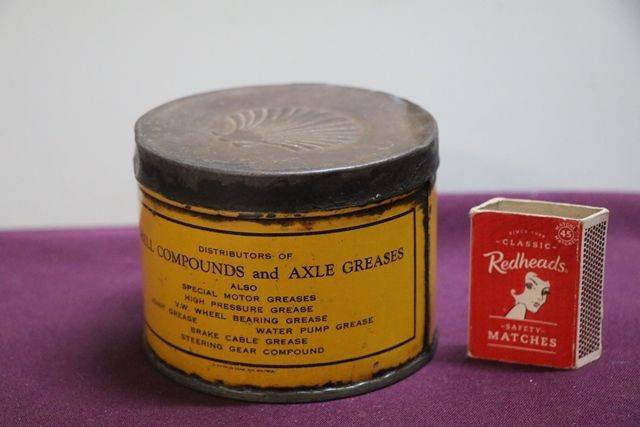 DISTRIBUTORS OF
COMPOUNDS and AXLE GREASES
ALSO
SPECIAL MOTOR GREASES
HIGH PRESSURE GREASE
V.W. WHEEL BEARING GREASE
GREASE WATER PUMP GREASE
BRAKE CABLE GREASE
STEERING GEAR COMPOUND
SINCE
-CLASSIC-
Redheads
-SAFETY-
MATCHES
45